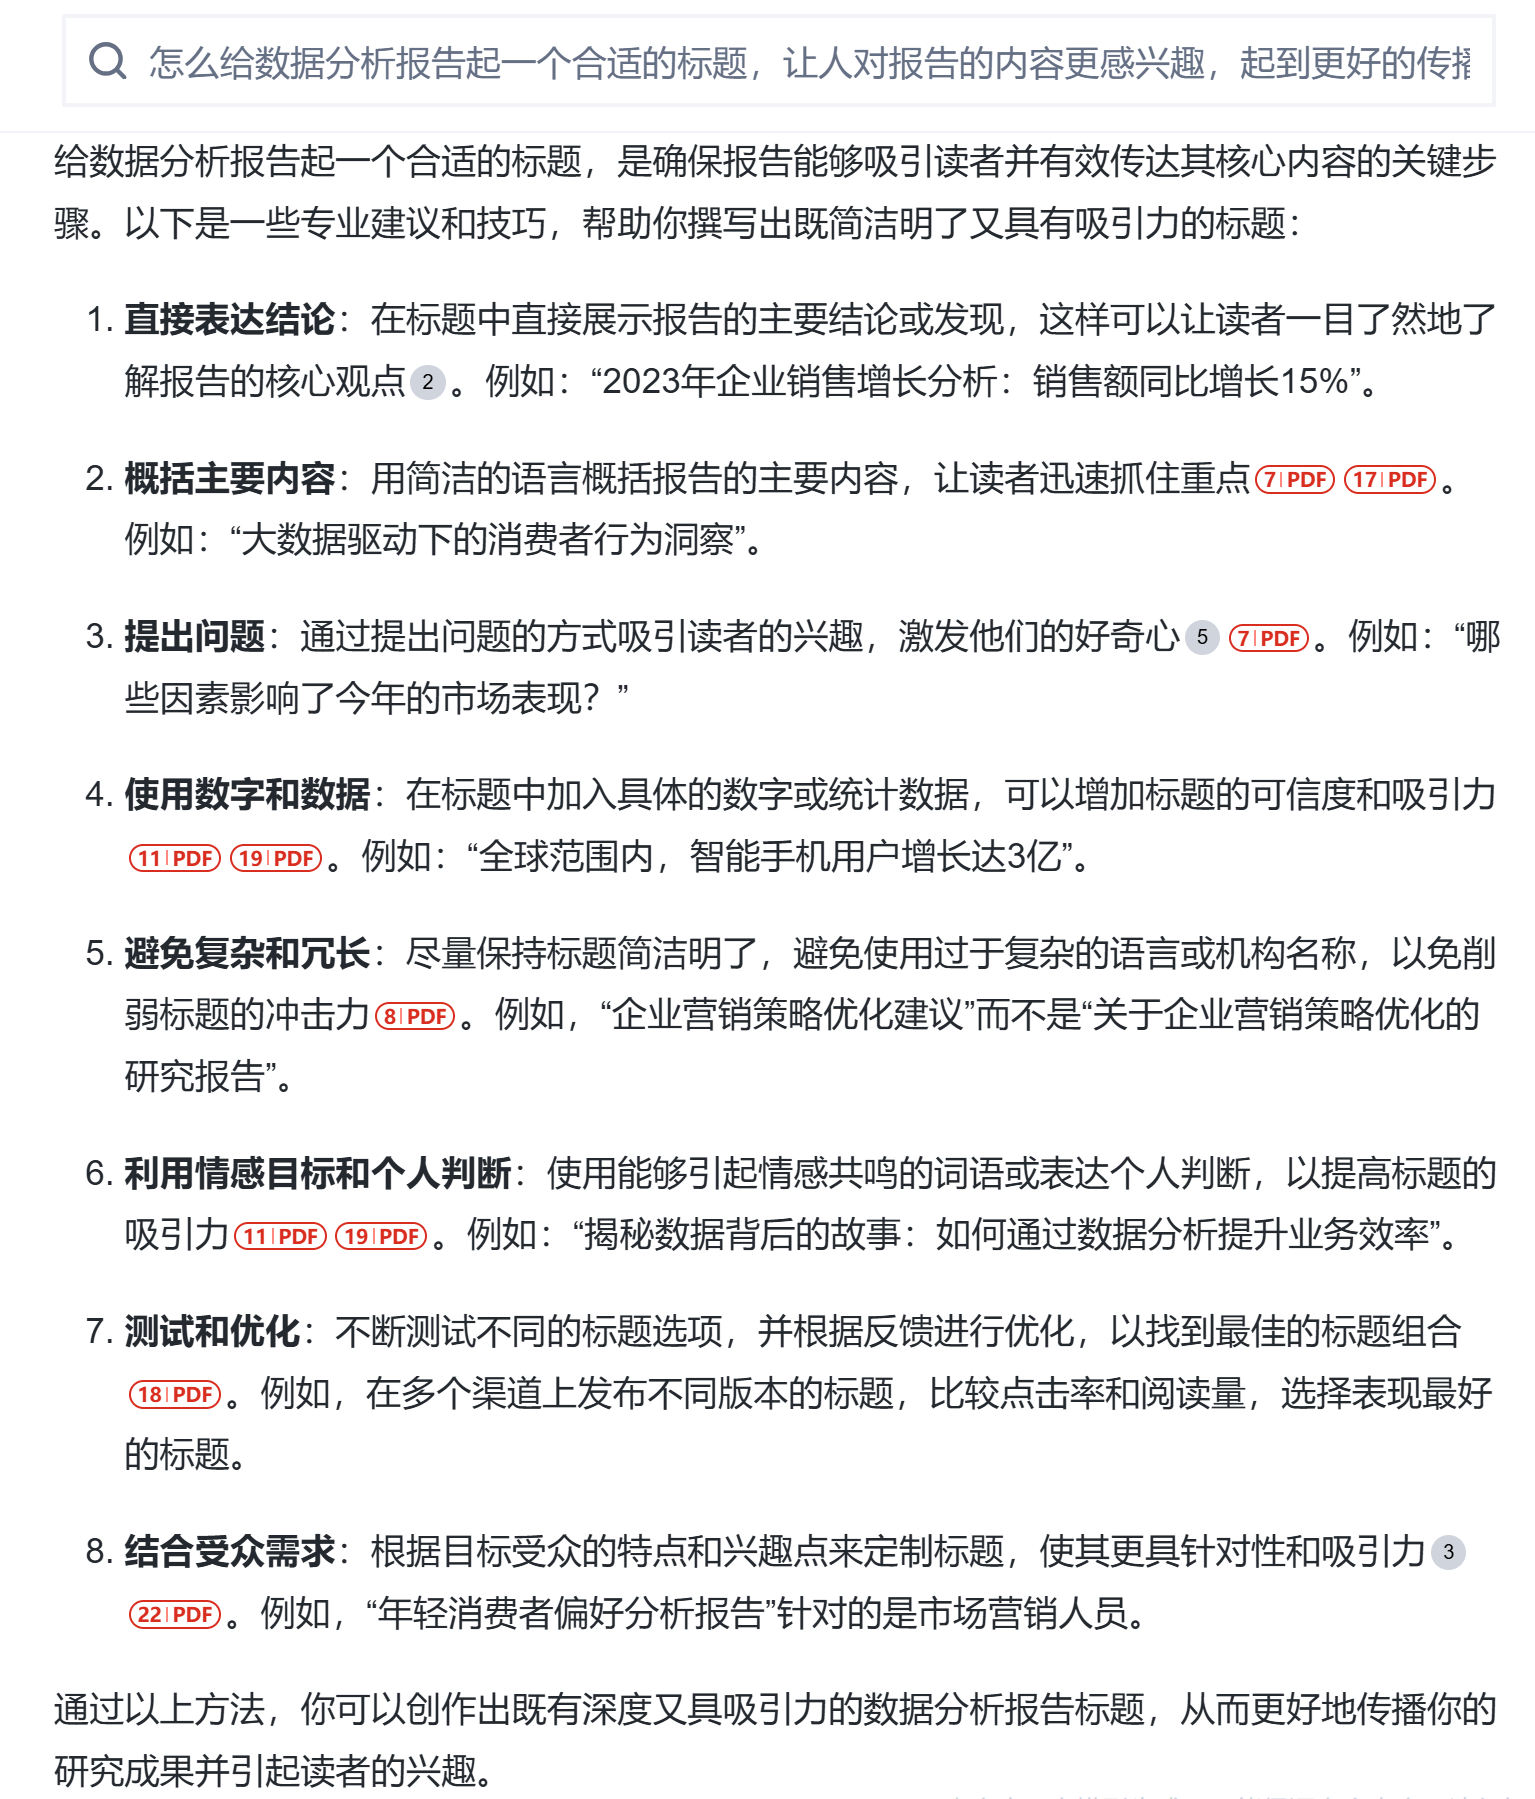 怎么给数据分析报告起一个合适的标题，让人对报告的内容更感兴趣，起到更好的传播
给数据分析报告起一个合适的标题，是确保报告能够吸引读者并有效传达其核心内容的关键步
骤。以下是一些专业建议和技巧，帮助你撰写出既简洁明了又具有吸引力的标题：
1. 直接表达结论：在标题中直接展示报告的主要结论或发现，这样可以让读者一目了然地了
解报告的核心观点 2 。例如：“2023年企业销售增长分析：销售额同比增长15%”。
2. 概括主要内容：用简洁的语言概括报告的主要内容，让读者迅速抓住重点 7 | PDF 17 | PDF 。
例如：“大数据驱动下的消费者行为洞察”。
3. 提出问题：通过提出问题的方式吸引读者的兴趣，激发他们的好奇心 5 7 | PDF 。例如：“哪
些因素影响了今年的市场表现？”
4. 使用数字和数据：在标题中加入具体的数字或统计数据，可以增加标题的可信度和吸引力
11 | PDF 19 | PDF 。例如：“全球范围内，智能手机用户增长达3亿”。
5. 避免复杂和冗长：尽量保持标题简洁明了，避免使用过于复杂的语言或机构名称，以免削
弱标题的冲击力 8 | PDF 。例如，“企业营销策略优化建议”而不是“关于企业营销策略优化的
研究报告”。
6. 利用情感目标和个人判断：使用能够引起情感共鸣的词语或表达个人判断，以提高标题的
吸引力 11 | PDF 19 | PDF 。例如：“揭秘数据背后的故事：如何通过数据分析提升业务效率”。
7. 测试和优化：不断测试不同的标题选项，并根据反馈进行优化，以找到最佳的标题组合
18 | PDF 。例如，在多个渠道上发布不同版本的标题，比较点击率和阅读量，选择表现最好
的标题。
8. 结合受众需求：根据目标受众的特点和兴趣点来定制标题，使其更具针对性和吸引力 3
22 | PDF 。例如，“年轻消费者偏好分析报告”针对的是市场营销人员。
通过以上方法，你可以创作出既有深度又具吸引力的数据分析报告标题，从而更好地传播你的
研究成果并引起读者的兴趣。